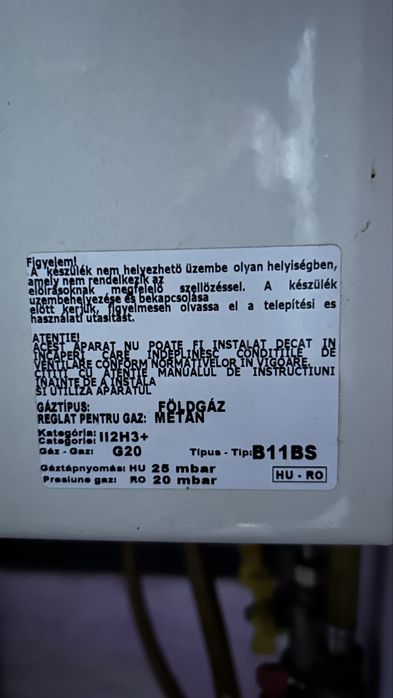 Figyelem!
A készülék nem helyezhető üzembe olyan helyiségben,
amely nem rendelkezik az
előírásoknak megfelelő szellőzéssel. A készülék
üzembehelyezése és bekapcsolása
előtt kérjük, figyelmesen olvassa el a telepítési es
használati utasitást.
ATENTIE!
ACEST APARAT NU POATE FI INSTALAT DECAT IN
INCAPERI CARE INDEPLINESC CONDITIILE DE
VENTILARE CONFORM NORMATIVELOR IN VIGOARE.
CITITI CU ATENTIE MANUALUL DE INSTRUCTIUNI
INAINTE DE A INSTALA
SI UTILIZA APARATUL
GÁZTÍPUS: FÖLDGÁZ
REGLAT PENTRU GAZ: METAN
Kategória: II2H3+
Categorie:
Gáz - Gaz: G20 Típus - Tip: B11BS
Gáztápnyomás: HU 25 mbar
Presiune gaz: RO 20 mbar HU - RO